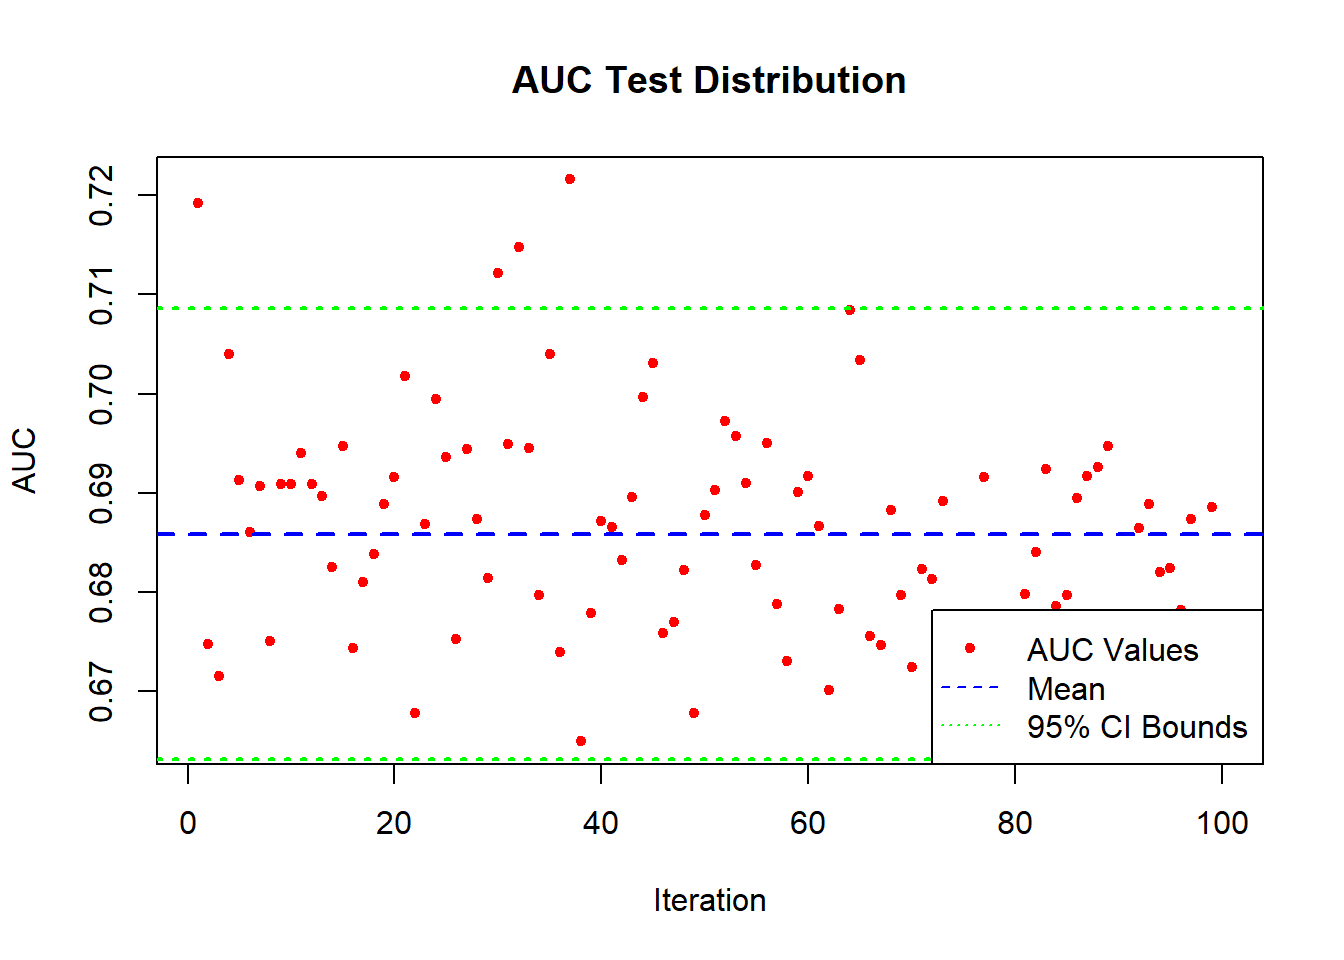 AUC Test Distribution
AUC
0.72
0.71
0.70
0.69
0.68
0.67
AUC Values
Mean
95% CI Bounds
0 20 40 60 80 100
Iteration